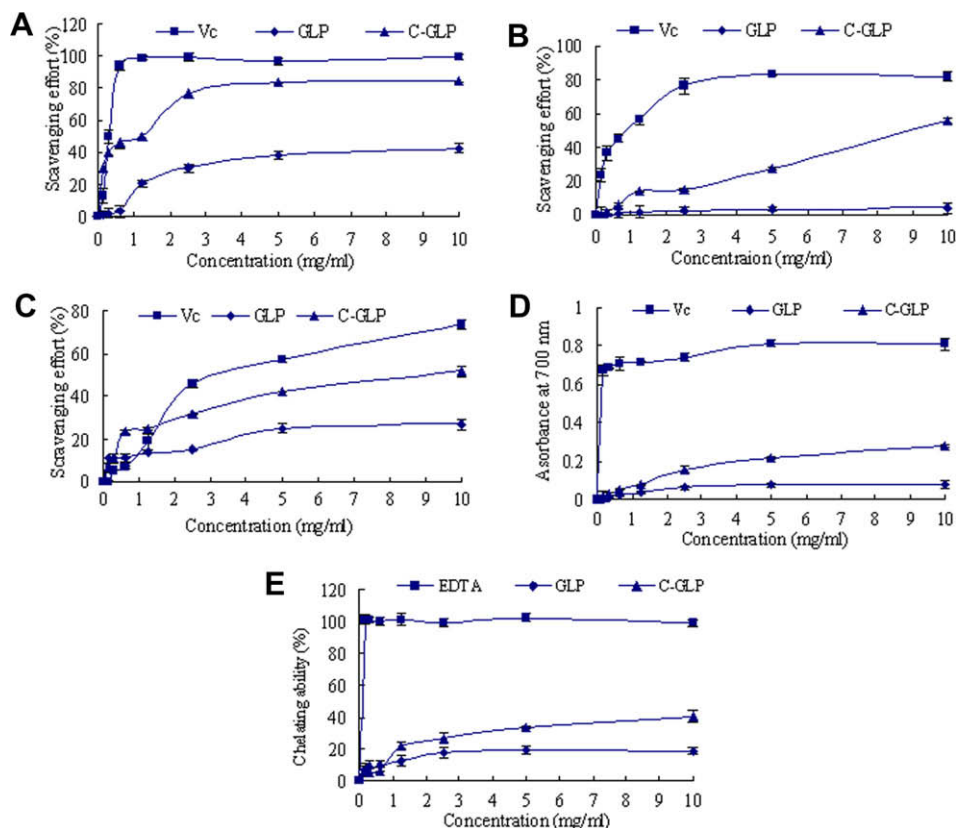 A
Vc GLP C-GLP
Scavenging effort (%)
120
100
80
60
40
20
0
0 1 2 3 4 5 6 7 8 9 10
Concentration (mg/ml)
B
Vc GLP C-GLP
Scavenging effort (%)
100
80
60
40
20
0
0 1 2 3 4 5 6 7 8 9 10
Concentraion (mg/ml)
C
Vc GLP C-GLP
Scavenging effort (%)
80
60
40
20
0
0 1 2 3 4 5 6 7 8 9 10
Concentration (mg/ml)
D
Vc GLP C-GLP
Asorbance at 700 nm
1
0.8
0.6
0.4
0.2
0
0 1 2 3 4 5 6 7 8 9 10
Concentration (mg/ml)
E
EDTA GLP C-GLP
Chelating ability (%)
120
100
80
60
40
20
0
0 1 2 3 4 5 6 7 8 9 10
Concentration (mg/ml)